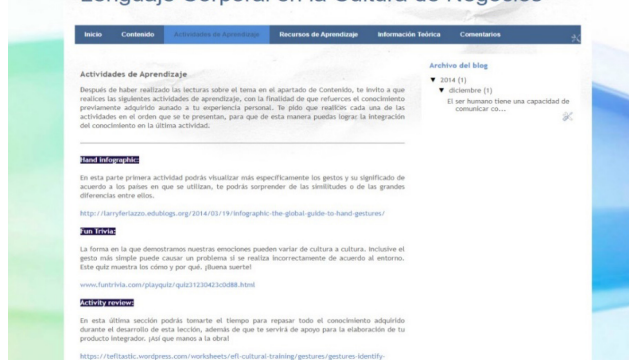 Lenguaje Corporal en la Cultura de Negocios
Inicio Contenido Actividades de Aprendizaje Recursos de Aprendizaje Información Teórica Comentarios
Actividades de Aprendizaje
Después de haber realizado las lecturas sobre el tema en el apartado de Contenido, te invito a que
realices las siguientes actividades de aprendizaje, con la finalidad de que refuerces el conocimiento
previamente adquirido aunado a tu experiencia personal. Te pido que realices cada una de las
actividades en el orden que se te presentan, para que de esta manera puedas lograr la integración
del conocimiento en la última actividad.
Hand infographic:
En esta parte primera actividad podrás visualizar más específicamente los gestos y su significado de
acuerdo a los países en que se utilizan, te podrás sorprender de las similitudes o de las grandes
diferencias entre ellos.
http://larryferlazzo.edublogs.org/2014/03/19/infographic-the-global-guide-to-hand-gestures/
Fun Trivia:
La forma en la que demostramos nuestras emociones pueden variar de cultura a cultura. Inclusive el
gesto más simple puede causar un problema si se realiza incorrectamente de acuerdo al entorno.
Este quiz muestra los cómo y por qué. ¡Buena suerte!
www.funtrivia.com/playquiz/quiz31230423c0d88.html
Activity review:
En esta última sección podrás tomarte el tiempo para repasar todo el conocimiento adquirido
durante el desarrollo de esta lección, además de que te servirá de apoyo para la elaboración de tu
producto integrador. ¡Así que manos a la obra!
https://tefltastic.wordpress.com/worksheets/efl-cultural-training/gestures/gestures-identify-
Archivo del blog
▼ 2014 (1)
▼ diciembre (1)
El ser humano tiene una capacidad de
comunicar co...